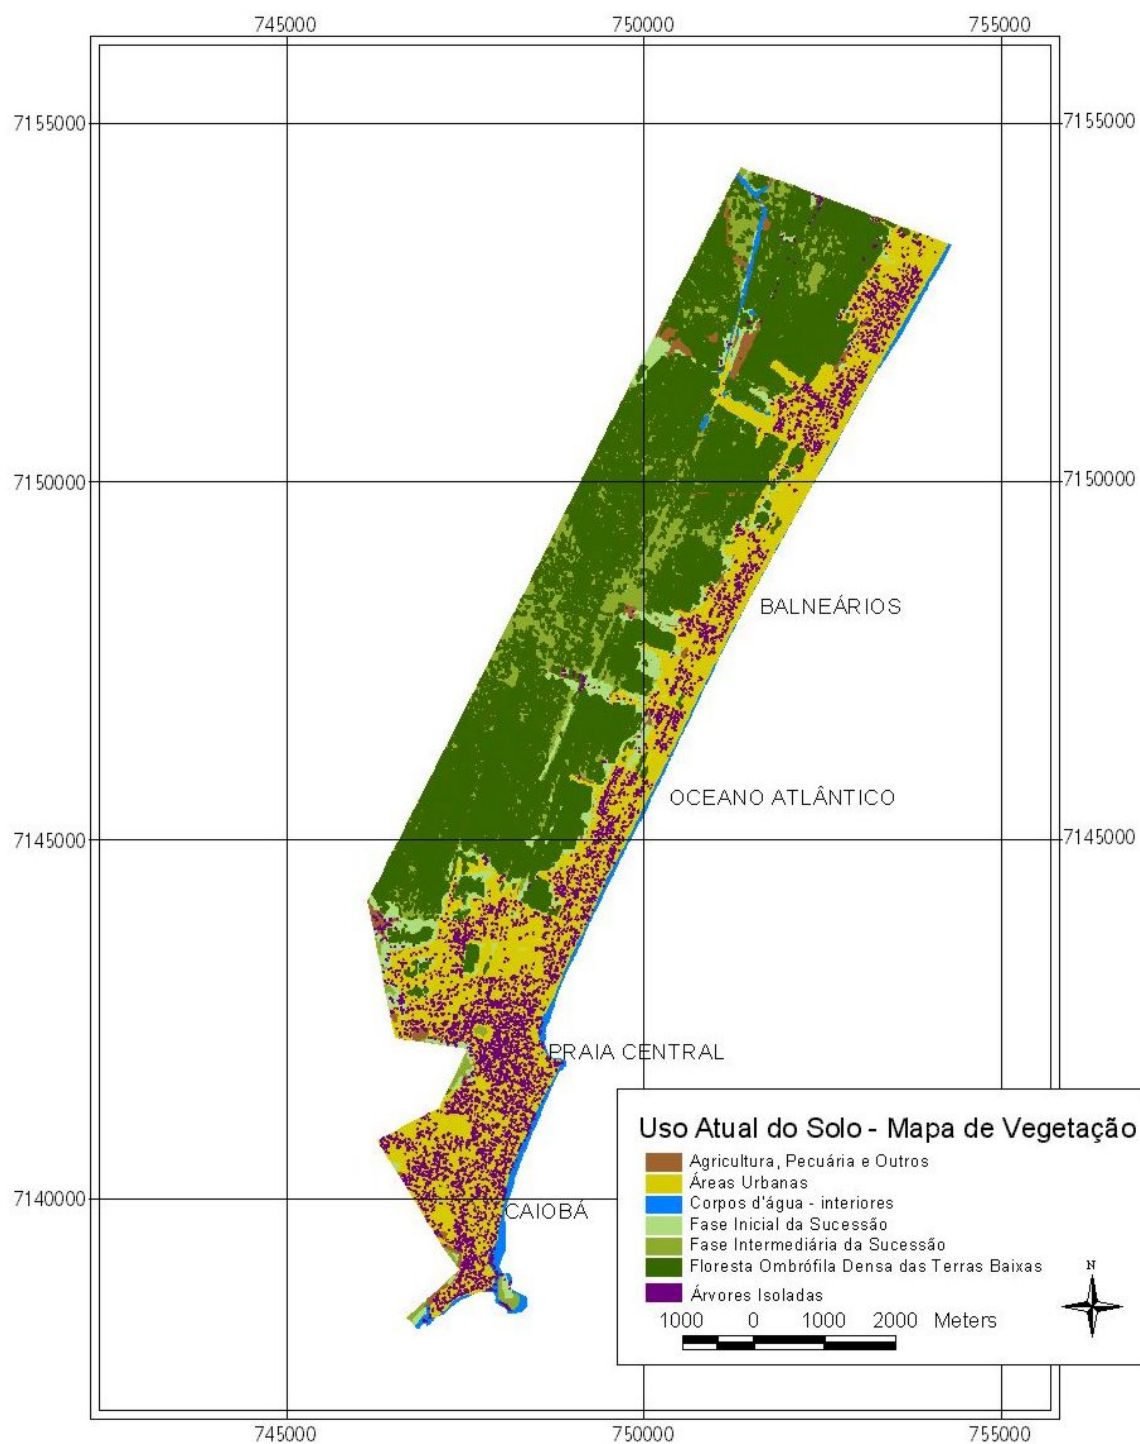 745000 750000 755000
7155000 7155000
7150000 7150000
BALNEÁRIOS
OCEANO ATLÂNTICO
7145000 7145000
PRAIA CENTRAL
Uso Atual do Solo - Mapa de Vegetação
Agricultura, Pecuária e Outros
Áreas Urbanas
Corpos d'água - interiores
7140000
CAIOBÁ
Fase Inicial da Sucessão
Fase Intermediária da Sucessão
Floresta Ombrófila Densa das Terras Baixas
Árvores Isoladas
N
1000 0 1000 2000 Meters
745000 750000 755000